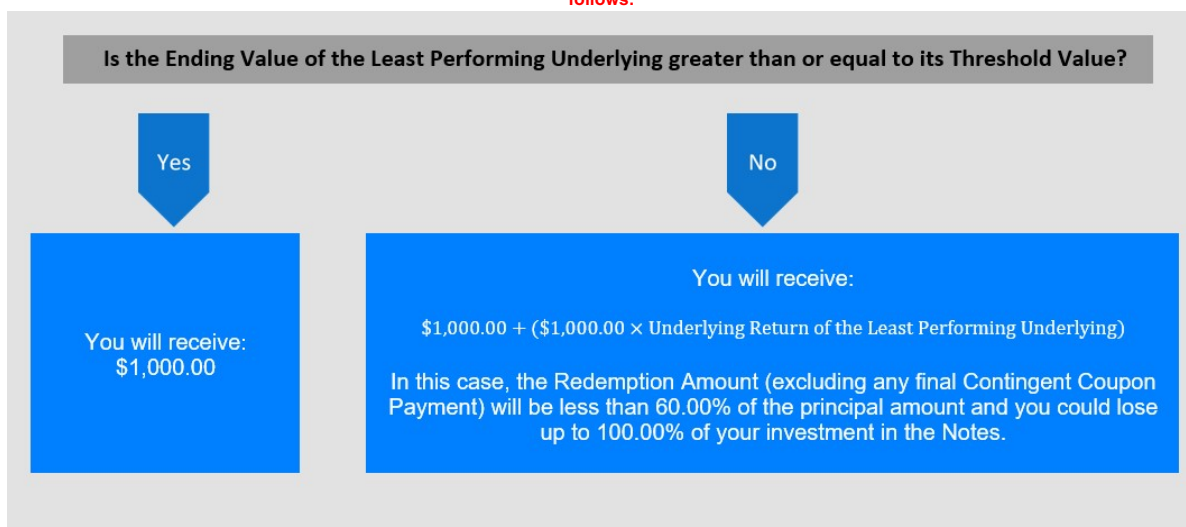 follows:
Is the Ending Value of the Least Performing Underlying greater than or equal to its Threshold Value?
Yes
No
You will receive:
$1,000.00
You will receive:
$1,000.00 + ($1,000.00 × Underlying Return of the Least Performing Underlying)
In this case, the Redemption Amount (excluding any final Contingent Coupon
Payment) will be less than 60.00% of the principal amount and you could lose
up to 100.00% of your investment in the Notes.